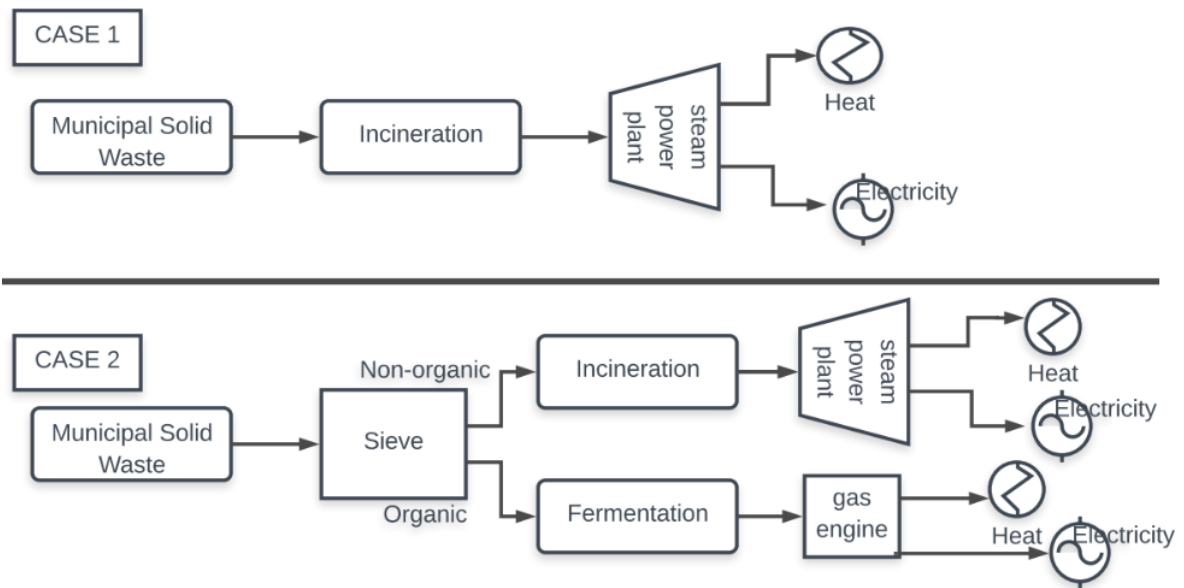 CASE 1
Municipal Solid
Waste
Incineration
steam
power
plant
Heat
Electricity
CASE 2
Municipal Solid
Waste
Sieve
Non-organic
Organic
Incineration
steam
power
plant
Heat
Electricity
Fermentation
gas
engine
Heat
Electricity